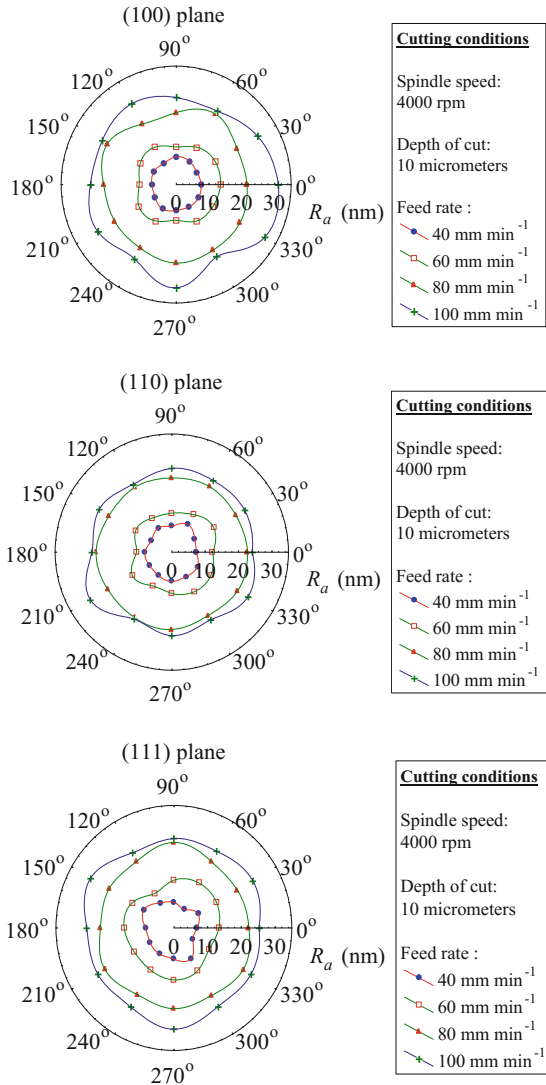 (100) plane
90°
120°
60°
150°
30°
180°
0°
0 10 20 30
R_a (nm)
210°
330°
240°
300°
270°
Cutting conditions
Spindle speed:
4000 rpm
Depth of cut:
10 micrometers
Feed rate :
40 mm min⁻¹
60 mm min⁻¹
80 mm min⁻¹
100 mm min⁻¹
(110) plane
90°
120°
60°
150°
30°
180°
0°
0 10 20 30
R_a (nm)
210°
330°
240°
300°
270°
Cutting conditions
Spindle speed:
4000 rpm
Depth of cut:
10 micrometers
Feed rate :
40 mm min⁻¹
60 mm min⁻¹
80 mm min⁻¹
100 mm min⁻¹
(111) plane
90°
120°
60°
150°
30°
180°
0°
0 10 20 30
R_a (nm)
210°
330°
240°
300°
270°
Cutting conditions
Spindle speed:
4000 rpm
Depth of cut:
10 micrometers
Feed rate :
40 mm min⁻¹
60 mm min⁻¹
80 mm min⁻¹
100 mm min⁻¹